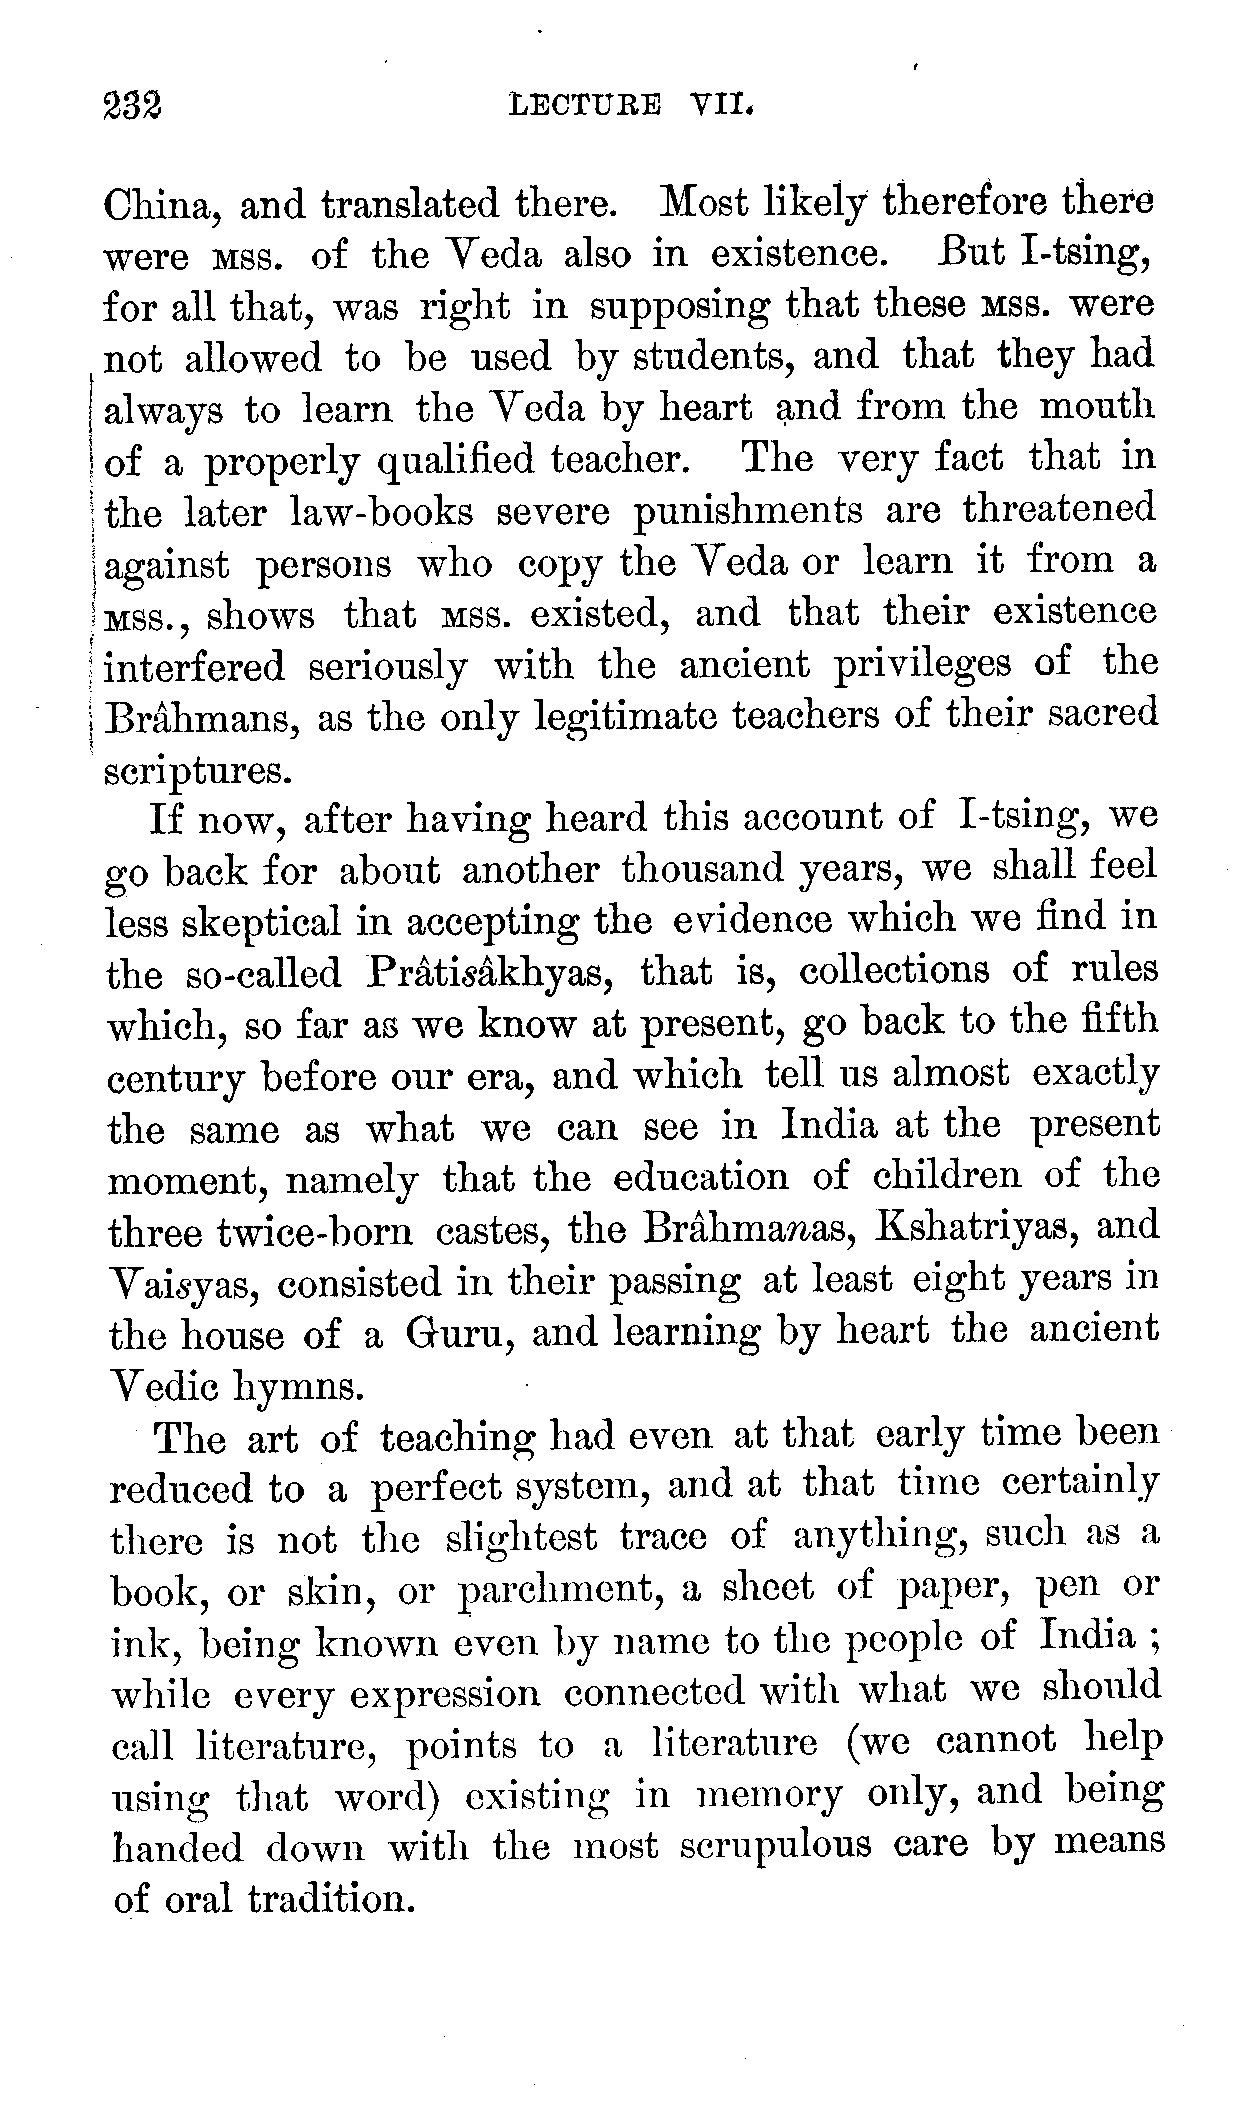 232 LECTURE VII.
China, and translated there. Most likely therefore there
were MSS. of the Veda also in existence. But I-tsing,
for all that, was right in supposing that these MSS. were
not allowed to be used by students, and that they had
always to learn the Veda by heart and from the mouth
of a properly qualified teacher. The very fact that in
the later law-books severe punishments are threatened
against persons who copy the Veda or learn it from a
MSS., shows that MSS. existed, and that their existence
interfered seriously with the ancient privileges of the
Brâhmans, as the only legitimate teachers of their sacred
scriptures.
If now, after having heard this account of I-tsing, we
go back for about another thousand years, we shall feel
less skeptical in accepting the evidence which we find in
the so-called Prâtisâkhyas, that is, collections of rules
which, so far as we know at present, go back to the fifth
century before our era, and which tell us almost exactly
the same as what we can see in India at the present
moment, namely that the education of children of the
three twice-born castes, the Brâhmanas, Kshatriyas, and
Vaisyas, consisted in their passing at least eight years in
the house of a Guru, and learning by heart the ancient
Vedic hymns.
The art of teaching had even at that early time been
reduced to a perfect system, and at that time certainly
there is not the slightest trace of anything, such as a
book, or skin, or parchment, a sheet of paper, pen or
ink, being known even by name to the people of India ;
while every expression connected with what we should
call literature, points to a literature (we cannot help
using that word) existing in memory only, and being
handed down with the most scrupulous care by means
of oral tradition.